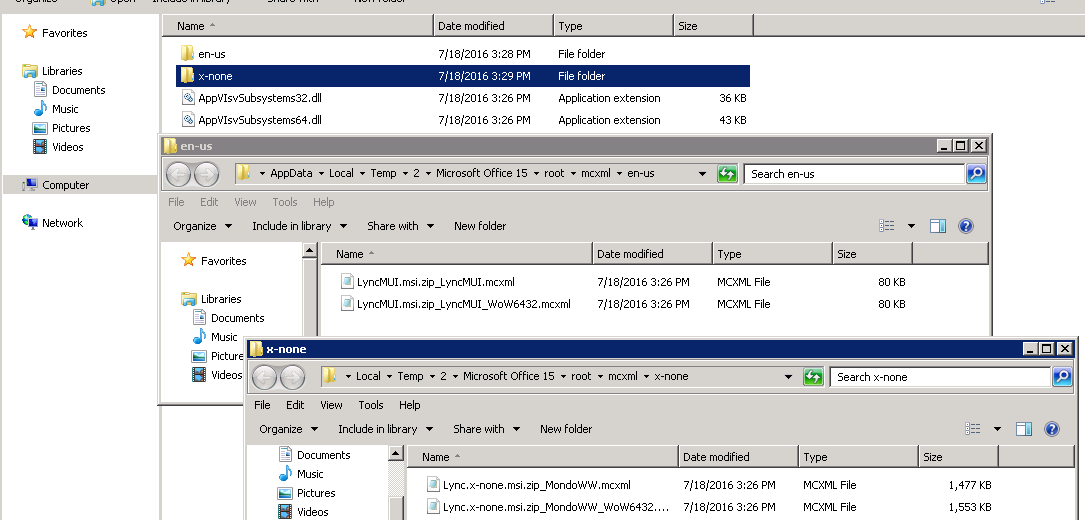 Organize Open Include in library Share with New folder
Name Date modified Type Size
Favorites
en-us 7/18/2016 3:28 PM File folder
Libraries
x-none 7/18/2016 3:29 PM File folder
Documents
AppVIsvSubsystems32.dll 7/18/2016 3:26 PM Application extension 36 KB
Music
AppVIsvSubsystems64.dll 7/18/2016 3:26 PM Application extension 43 KB
Pictures
Videos
Computer
Network
en-us
AppData Local Temp 2 Microsoft Office 15 root mcxml en-us Search en-us
File Edit View Tools Help
Organize Include in library Share with New folder
Name Date modified Type Size
Favorites
LyncMUI.msi.zip_LyncMUI.mcxml 7/18/2016 3:26 PM MCXML File 80 KB
Libraries
LyncMUI.msi.zip_LyncMUI_WoW6432.mcxml 7/18/2016 3:26 PM MCXML File 80 KB
Documents
Music
Picture
Videos
x-none
Local Temp 2 Microsoft Office 15 root mcxml x-none Search x-none
File Edit View Tools Help
Organize Include in library Share with New folder
Name Date modified Type Size
Documents
Music
Lync.x-none.msi.zip_MondoWW.mcxml 7/18/2016 3:26 PM MCXML File 1,477 KB
Pictures
Lync.x-none.msi.zip_MondoWW_WoW6432.... 7/18/2016 3:26 PM MCXML File 1,553 KB
Videos